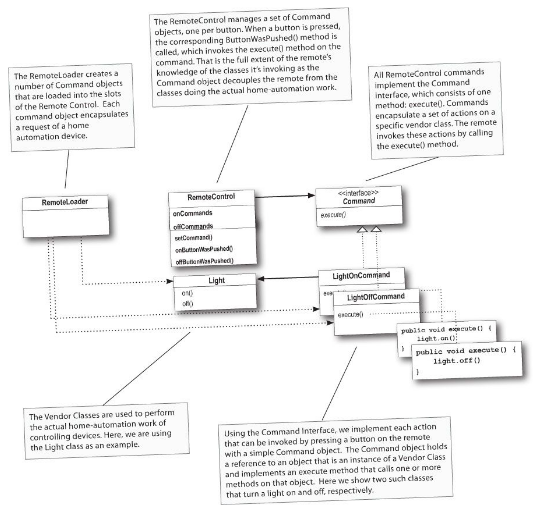 The RemoteControl manages a set of Command
objects, one per button. When a button is pressed,
the corresponding ButtonWasPushed() method is
called, which invokes the execute() method on the
command. That is the full extent of the remote's
knowledge of the classes it's invoking as the
Command object decouples the remote from the
classes doing the actual home-automation work.
The RemoteLoader creates a
number of Command objects
that are loaded into the slots
of the Remote Control. Each
command object encapsulates
a request of a home
automation device.
All RemoteControl commands
implement the Command
interface, which consists of one
method: execute(). Commands
encapsulate a set of actions on a
specific vendor class. The remote
invokes these actions by calling
the execute() method.
RemoteLoader
RemoteControl
onCommands
offCommands
setCommand()
onButtonWasPushed()
offButtonWasPushed()
<<interface>>
Command
execute()
Light
on()
off()
LightOnCommand
exe
LightOffCommand
execute()
public void execute() {
light.on();
}
public void execute() {
light.off()
}
The Vendor Classes are used to perform
the actual home-automation work of
controlling devices. Here, we are using
the Light class as an example.
Using the Command Interface, we implement each action
that can be invoked by pressing a button on the remote
with a simple Command object. The Command object holds
a reference to an object that is an instance of a Vendor Class
and implements an execute method that calls one or more
methods on that object. Here we show two such classes
that turn a light on and off, respectively.